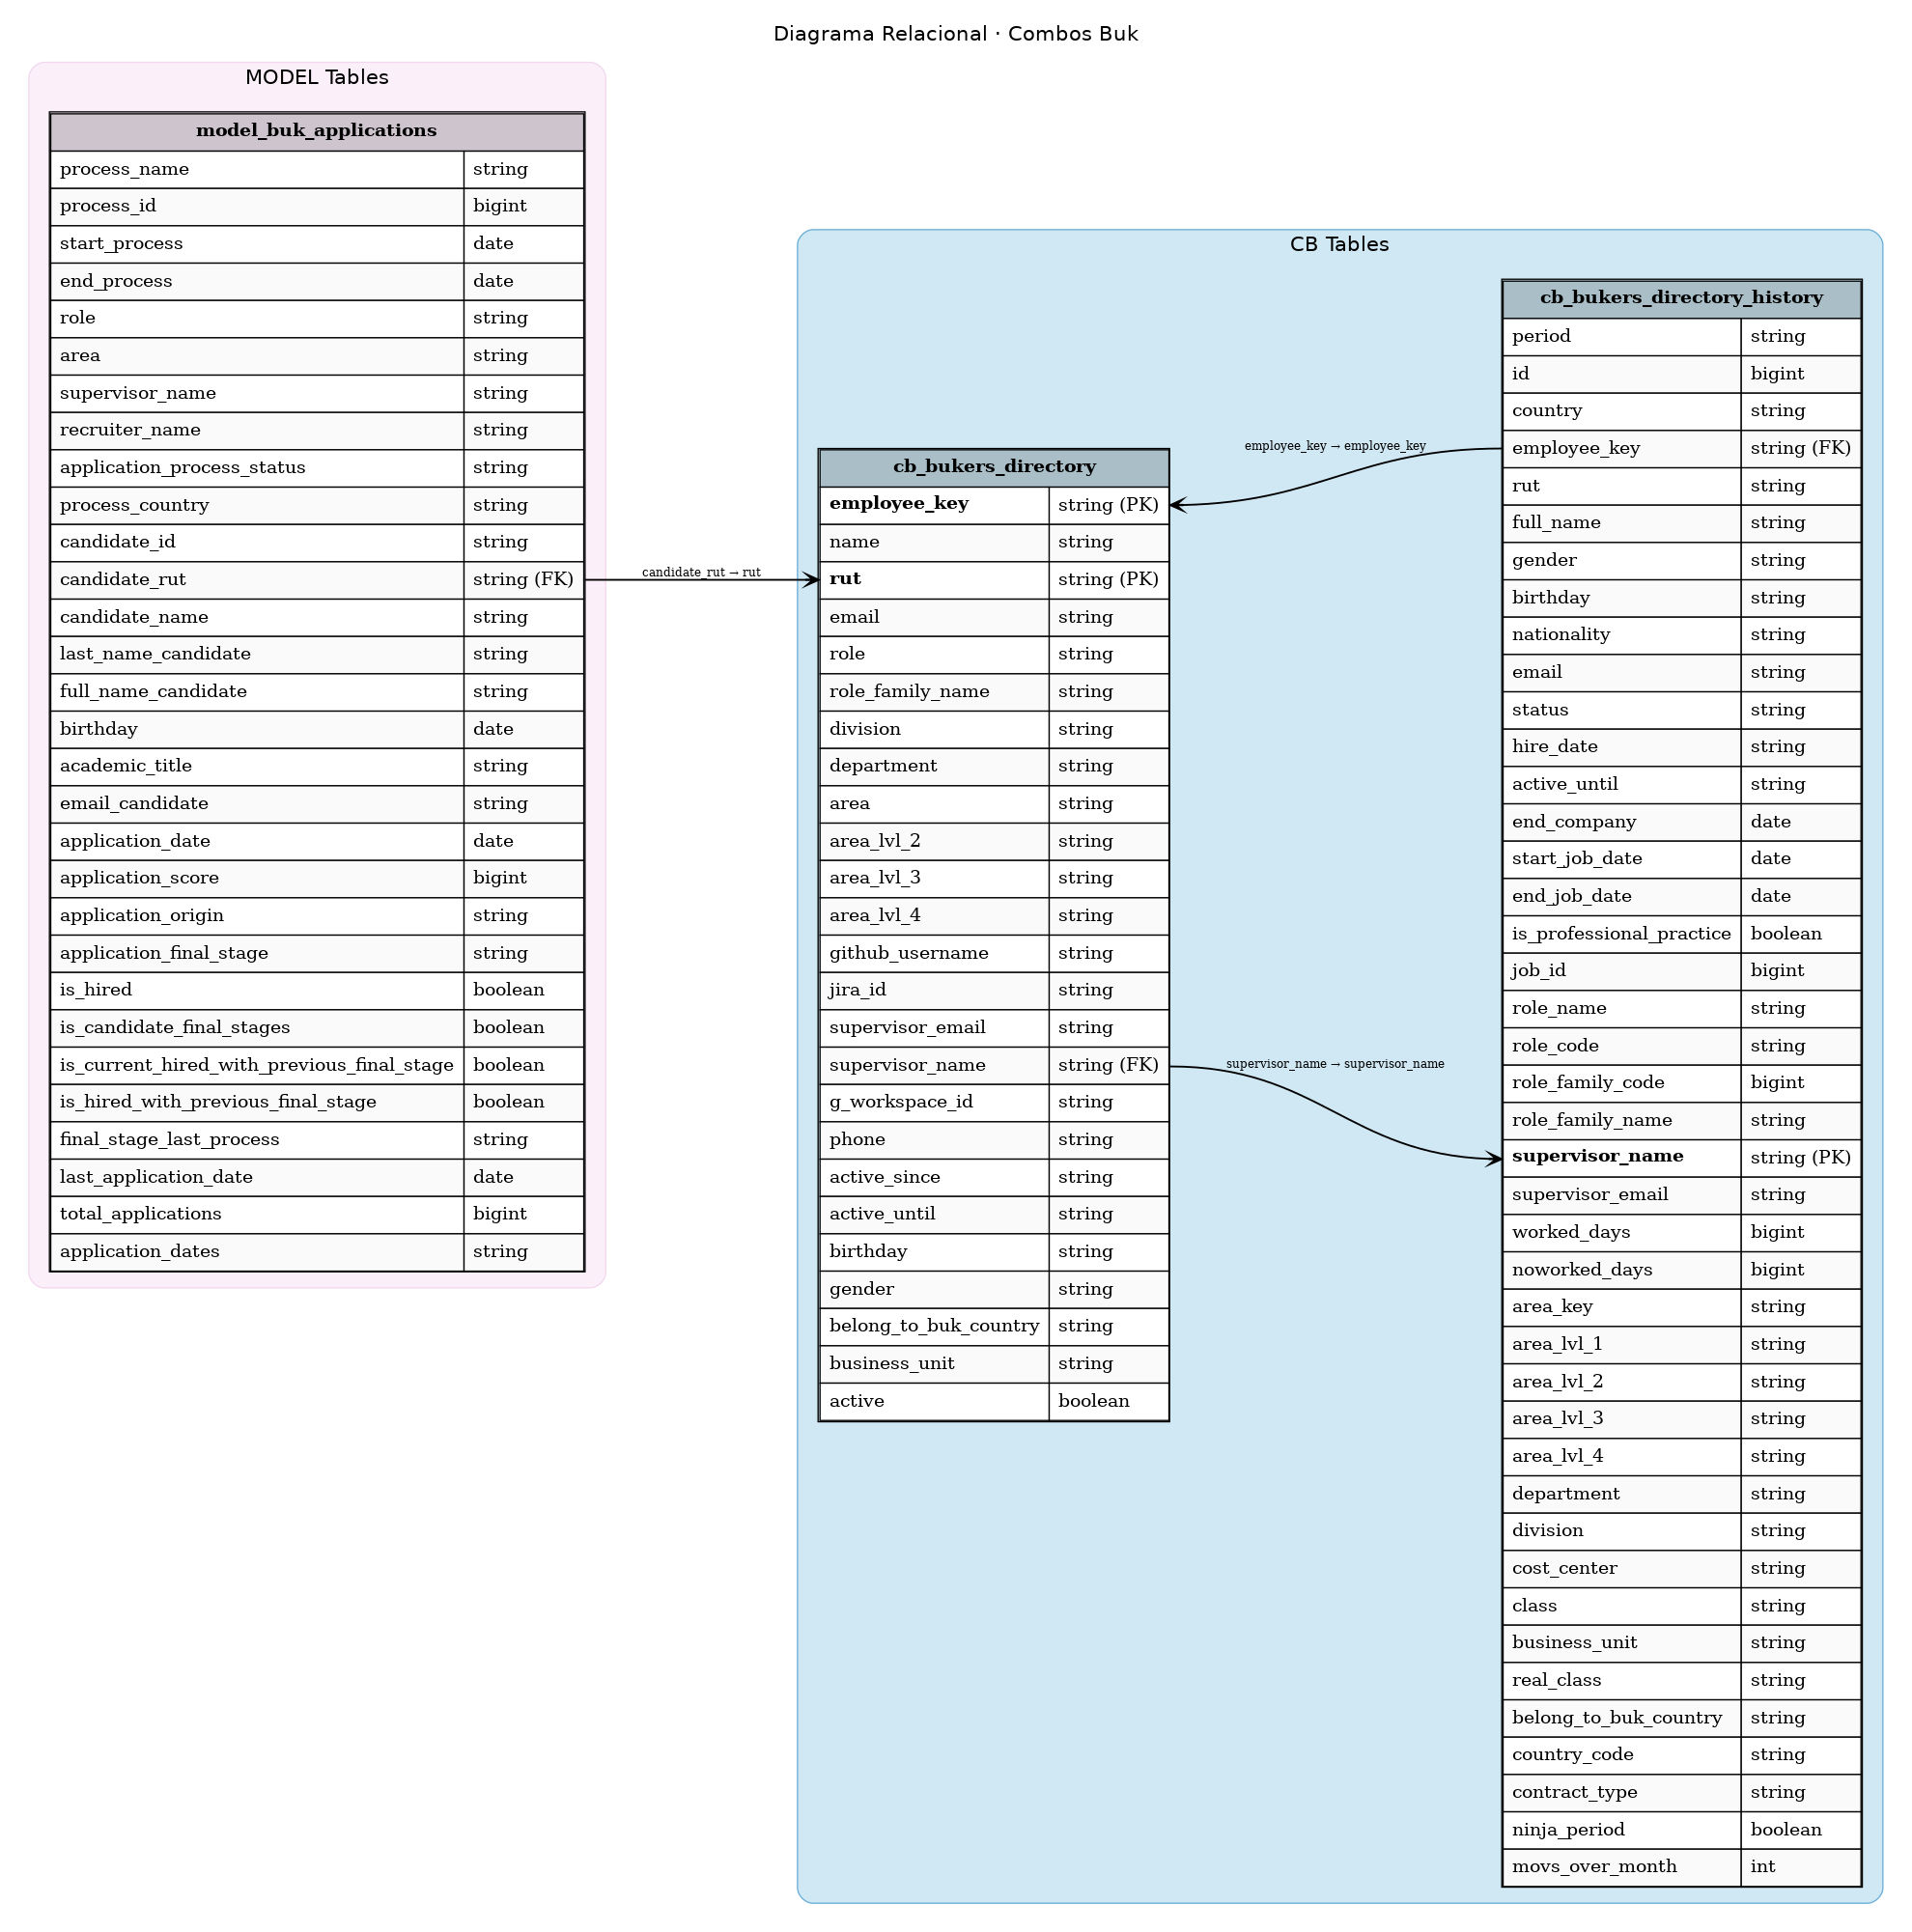 Diagrama Relacional · Combos Buk
MODEL Tables
model_buk_applications
process_name string
process_id bigint
start_process date
end_process date
role string
area string
supervisor_name string
recruiter_name string
application_process_status string
process_country string
candidate_id string
candidate_rut string (FK)
candidate_name string
last_name_candidate string
full_name_candidate string
birthday date
academic_title string
email_candidate string
application_date date
application_score bigint
application_origin string
application_final_stage string
is_hired boolean
is_candidate_final_stages boolean
is_current_hired_with_previous_final_stage boolean
is_hired_with_previous_final_stage boolean
final_stage_last_process string
last_application_date date
total_applications bigint
application_dates string
candidate_rut → rut
CB Tables
cb_bukers_directory
employee_key string (PK)
name string
rut string (PK)
email string
role string
role_family_name string
division string
department string
area string
area_lvl_2 string
area_lvl_3 string
area_lvl_4 string
github_username string
jira_id string
supervisor_email string
supervisor_name string (FK)
g_workspace_id string
phone string
active_since string
active_until string
birthday string
gender string
belong_to_buk_country string
business_unit string
active boolean
employee_key → employee_key
supervisor_name → supervisor_name
cb_bukers_directory_history
period string
id bigint
country string
employee_key string (FK)
rut string
full_name string
gender string
birthday string
nationality string
email string
status string
hire_date string
active_until string
end_company date
start_job_date date
end_job_date date
is_professional_practice boolean
job_id bigint
role_name string
role_code string
role_family_code bigint
role_family_name string
supervisor_name string (PK)
supervisor_email string
worked_days bigint
noworked_days bigint
area_key string
area_lvl_1 string
area_lvl_2 string
area_lvl_3 string
area_lvl_4 string
department string
division string
cost_center string
class string
business_unit string
real_class string
belong_to_buk_country string
country_code string
contract_type string
ninja_period boolean
movs_over_month int